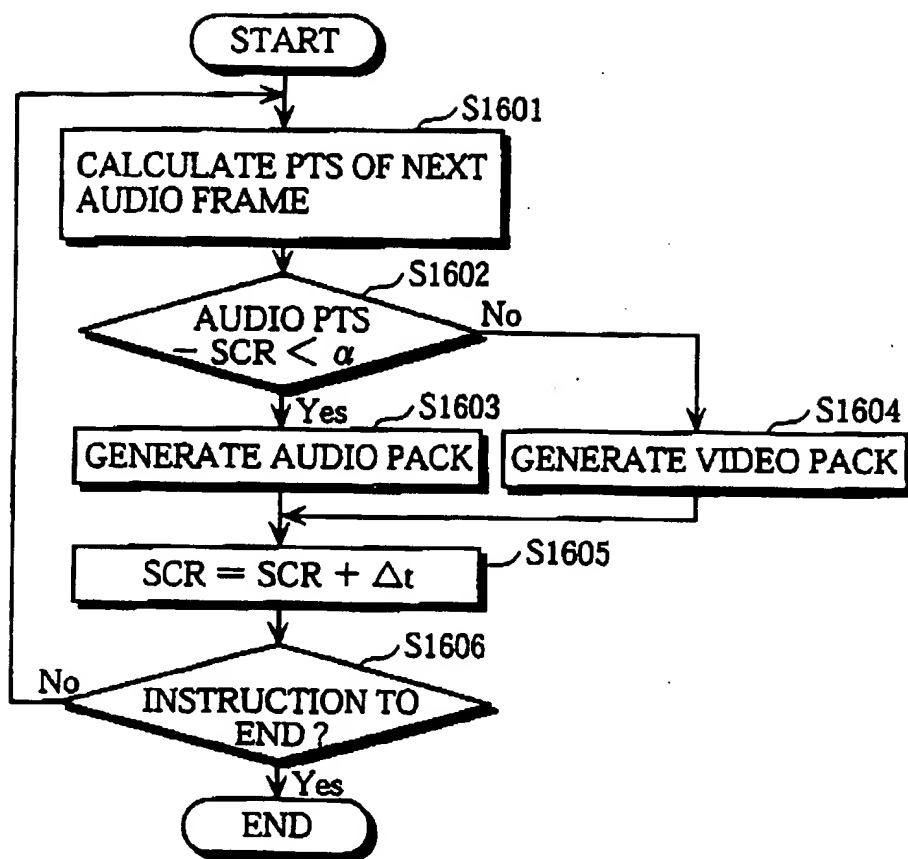 START
S1601
CALCULATE PTS OF NEXT
AUDIO FRAME
S1602
AUDIO PTS
− SCR < α
No
Yes
S1603
GENERATE AUDIO PACK
S1604
GENERATE VIDEO PACK
S1605
SCR = SCR + Δt
S1606
No
INSTRUCTION TO
END ?
Yes
END